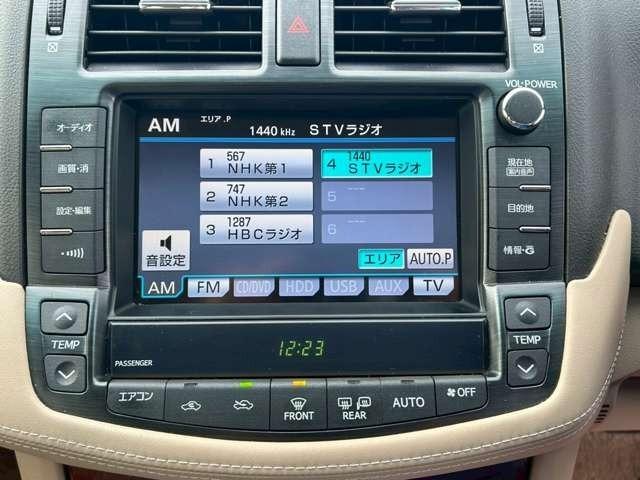 VOL・POWER
オーディオ
画質・消
設定・編集
AM エリア.P
1440 kHz STVラジオ
1 567 NHK第1
4 1440 STVラジオ
2 747 NHK第2
5 ---
3 1287 HBCラジオ
6 ---
音設定
エリア AUTO.P
AM FM CD/DVD HDD USB AUX TV
現在地
案内音声
目的地
情報・G
TEMP
TEMP
12:23
PASSENGER
エアコン
FRONT
REAR
AUTO
OFF